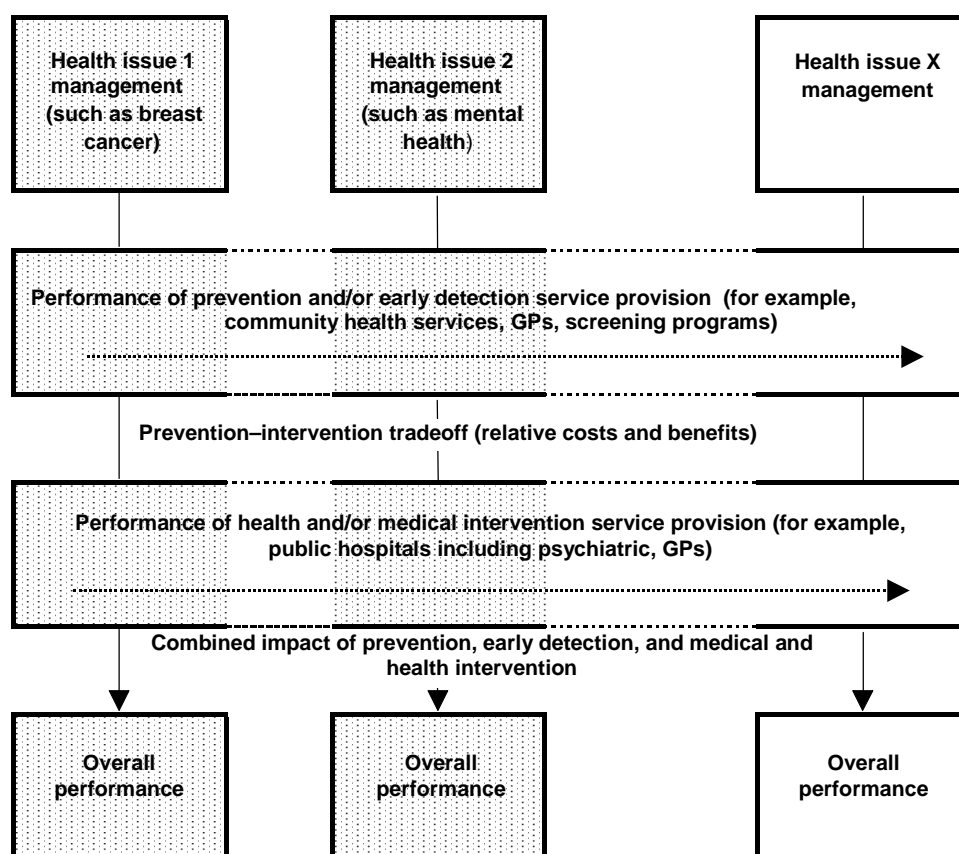 Health issue 1
management
(such as breast
cancer)
Health issue 2
management
(such as mental
health)
Health issue X
management
Performance of prevention and/or early detection service provision (for example,
community health services, GPs, screening programs)
Prevention–intervention tradeoff (relative costs and benefits)
Performance of health and/or medical intervention service provision (for example,
public hospitals including psychiatric, GPs)
Combined impact of prevention, early detection, and medical and
health intervention
Overall
performance
Overall
performance
Overall
performance